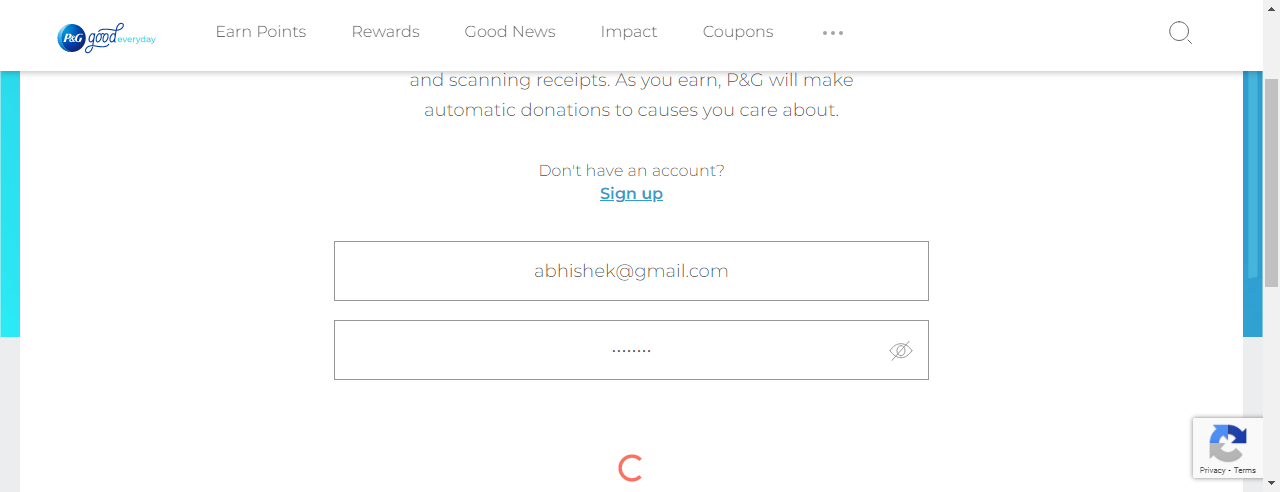 P&G good everyday
Earn Points
Rewards
Good News
Impact
Coupons
and scanning receipts. As you earn, P&G will make
automatic donations to causes you care about.
Don't have an account?
Sign up
abhishek@gmail.com
Privacy - Terms